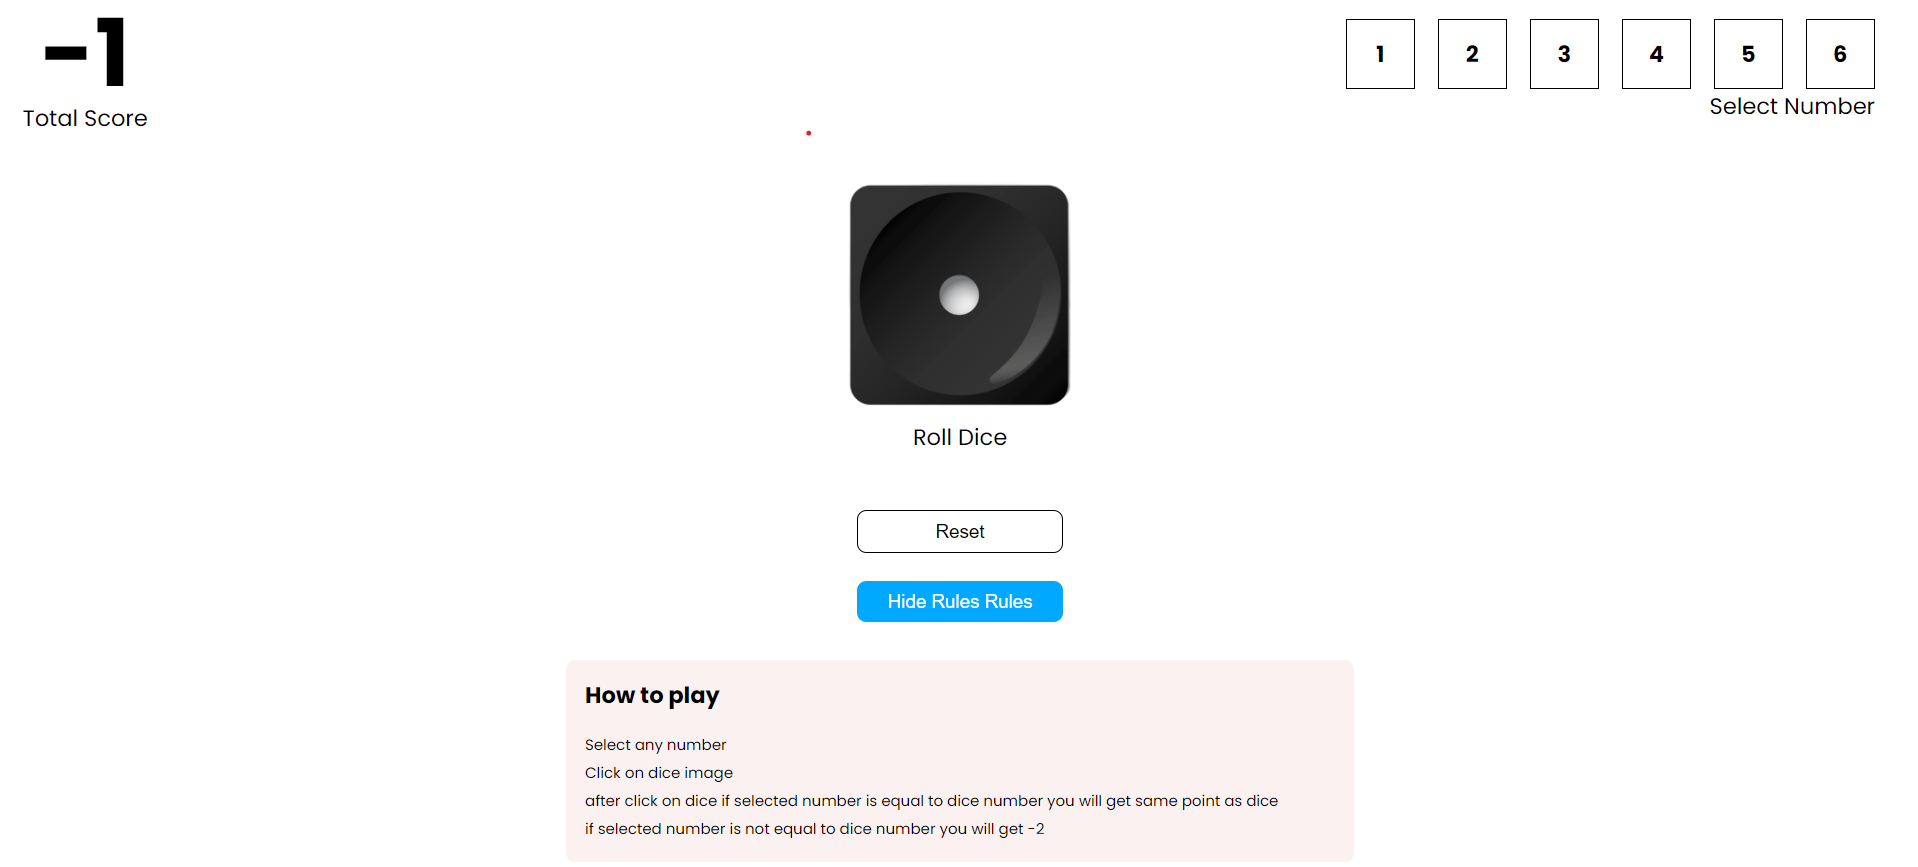 -1
Total Score
1 2 3 4 5 6
Select Number
Roll Dice
Reset
Hide Rules Rules
How to play
Select any number
Click on dice image
after click on dice if selected number is equal to dice number you will get same point as dice
if selected number is not equal to dice number you will get -2